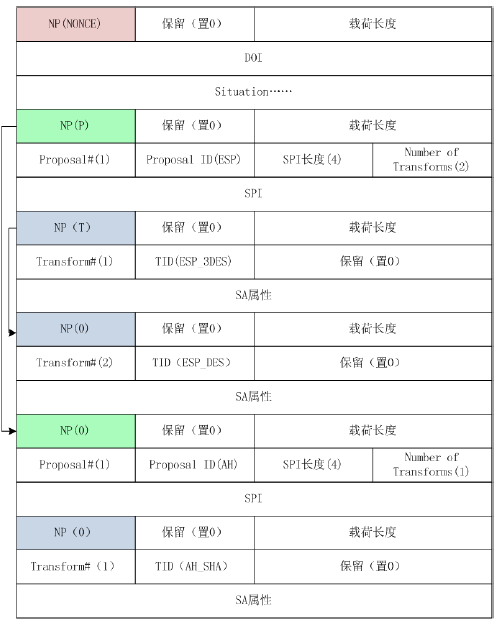 NP(NONCE) 保留（置0） 载荷长度
DOI
Situation……
NP(P) 保留（置0） 载荷长度
Proposal#(1) Proposal ID(ESP) SPI长度(4) Number of
Transforms(2)
SPI
NP（T） 保留（置0） 载荷长度
Transform#(1) TID(ESP_3DES) 保留（置0）
SA属性
NP(0) 保留（置0） 载荷长度
Transform#(2) TID（ESP_DES） 保留（置0）
SA属性
NP(0) 保留（置0） 载荷长度
Proposal#(1) Proposal ID(AH) SPI长度(4) Number of
Transforms(1)
SPI
NP（0） 保留（置0） 载荷长度
Transform#（1） TID（AH_SHA） 保留（置0）
SA属性